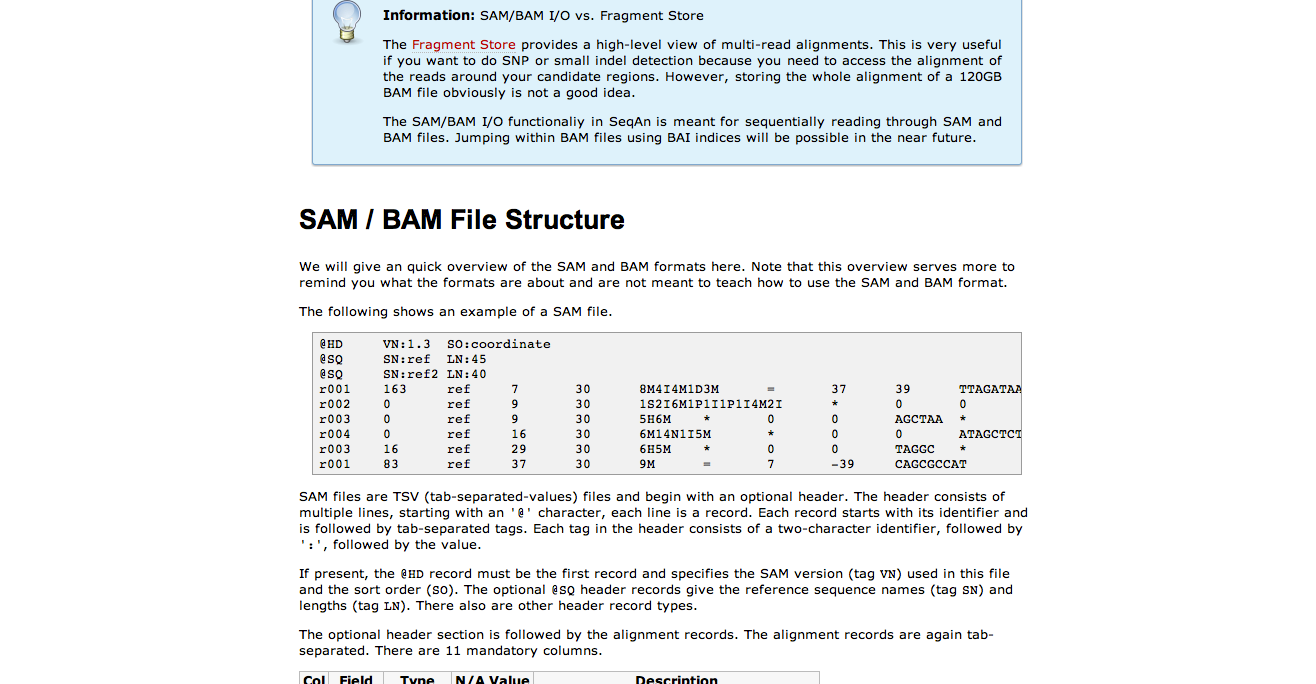 Information: SAM/BAM I/O vs. Fragment Store
The Fragment Store provides a high-level view of multi-read alignments. This is very useful
if you want to do SNP or small indel detection because you need to access the alignment of
the reads around your candidate regions. However, storing the whole alignment of a 120GB
BAM file obviously is not a good idea.
The SAM/BAM I/O functionaliy in SeqAn is meant for sequentially reading through SAM and
BAM files. Jumping within BAM files using BAI indices will be possible in the near future.
SAM / BAM File Structure
We will give an quick overview of the SAM and BAM formats here. Note that this overview serves more to
remind you what the formats are about and are not meant to teach how to use the SAM and BAM format.
The following shows an example of a SAM file.
@HD VN:1.3 SO:coordinate
@SQ SN:ref LN:45
@SQ SN:ref2 LN:40
r001 163 ref 7 30 8M4I4M1D3M = 37 39 TTAGATAA
r002 0 ref 9 30 1S2I6M1P1I1P1I4M2I * 0 0
r003 0 ref 9 30 5H6M * 0 0 AGCTAA *
r004 0 ref 16 30 6M14N1I5M * 0 0 ATAGCTCT
r003 16 ref 29 30 6H5M * 0 0 TAGGC *
r001 83 ref 37 30 9M = 7 -39 CAGCGCCAT
SAM files are TSV (tab-separated-values) files and begin with an optional header. The header consists of
multiple lines, starting with an '@' character, each line is a record. Each record starts with its identifier and
is followed by tab-separated tags. Each tag in the header consists of a two-character identifier, followed by
':', followed by the value.
If present, the @HD record must be the first record and specifies the SAM version (tag VN) used in this file
and the sort order (SO). The optional @SQ header records give the reference sequence names (tag SN) and
lengths (tag LN). There also are other header record types.
The optional header section is followed by the alignment records. The alignment records are again tab-
separated. There are 11 mandatory columns.
Col Field Type N/A Value Description